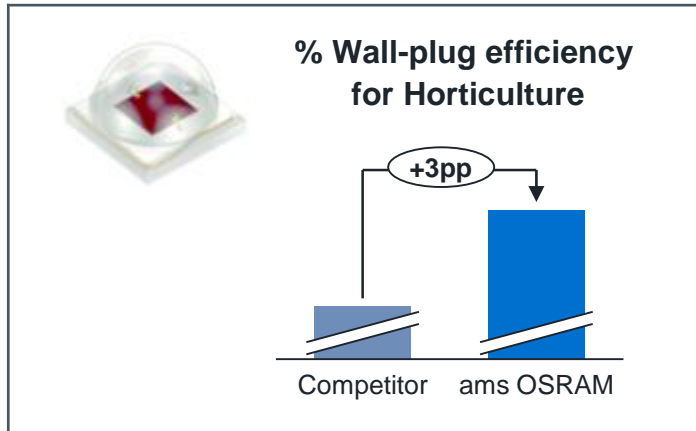 % Wall-plug efficiency
for Horticulture
+3pp
Competitor
ams OSRAM